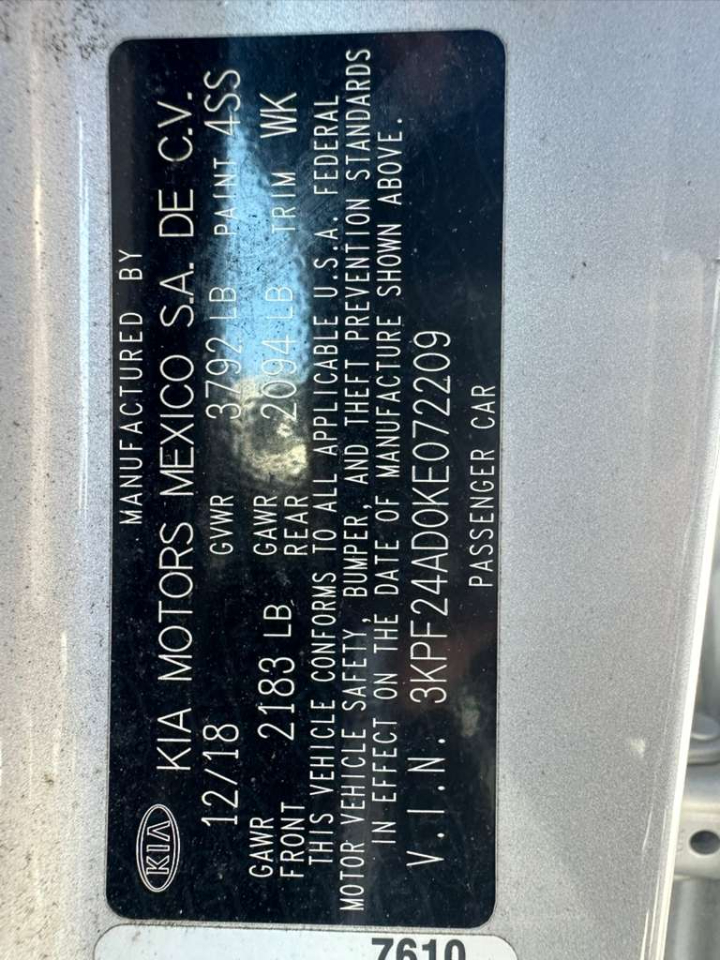 MANUFACTURED BY
KIA KIA MOTORS MEXICO S.A. DE C.V.
12/18 GVWR 3792 LB PAINT 4SS
GAWR FRONT 2183 LB GAWR REAR 2094 LB TRIM WK
THIS VEHICLE CONFORMS TO ALL APPLICABLE U.S.A. FEDERAL
MOTOR VEHICLE SAFETY, BUMPER, AND THEFT PREVENTION STANDARDS
IN EFFECT ON THE DATE OF MANUFACTURE SHOWN ABOVE.
V.I.N. 3KPF24AD0KE072209
PASSENGER CAR
7610